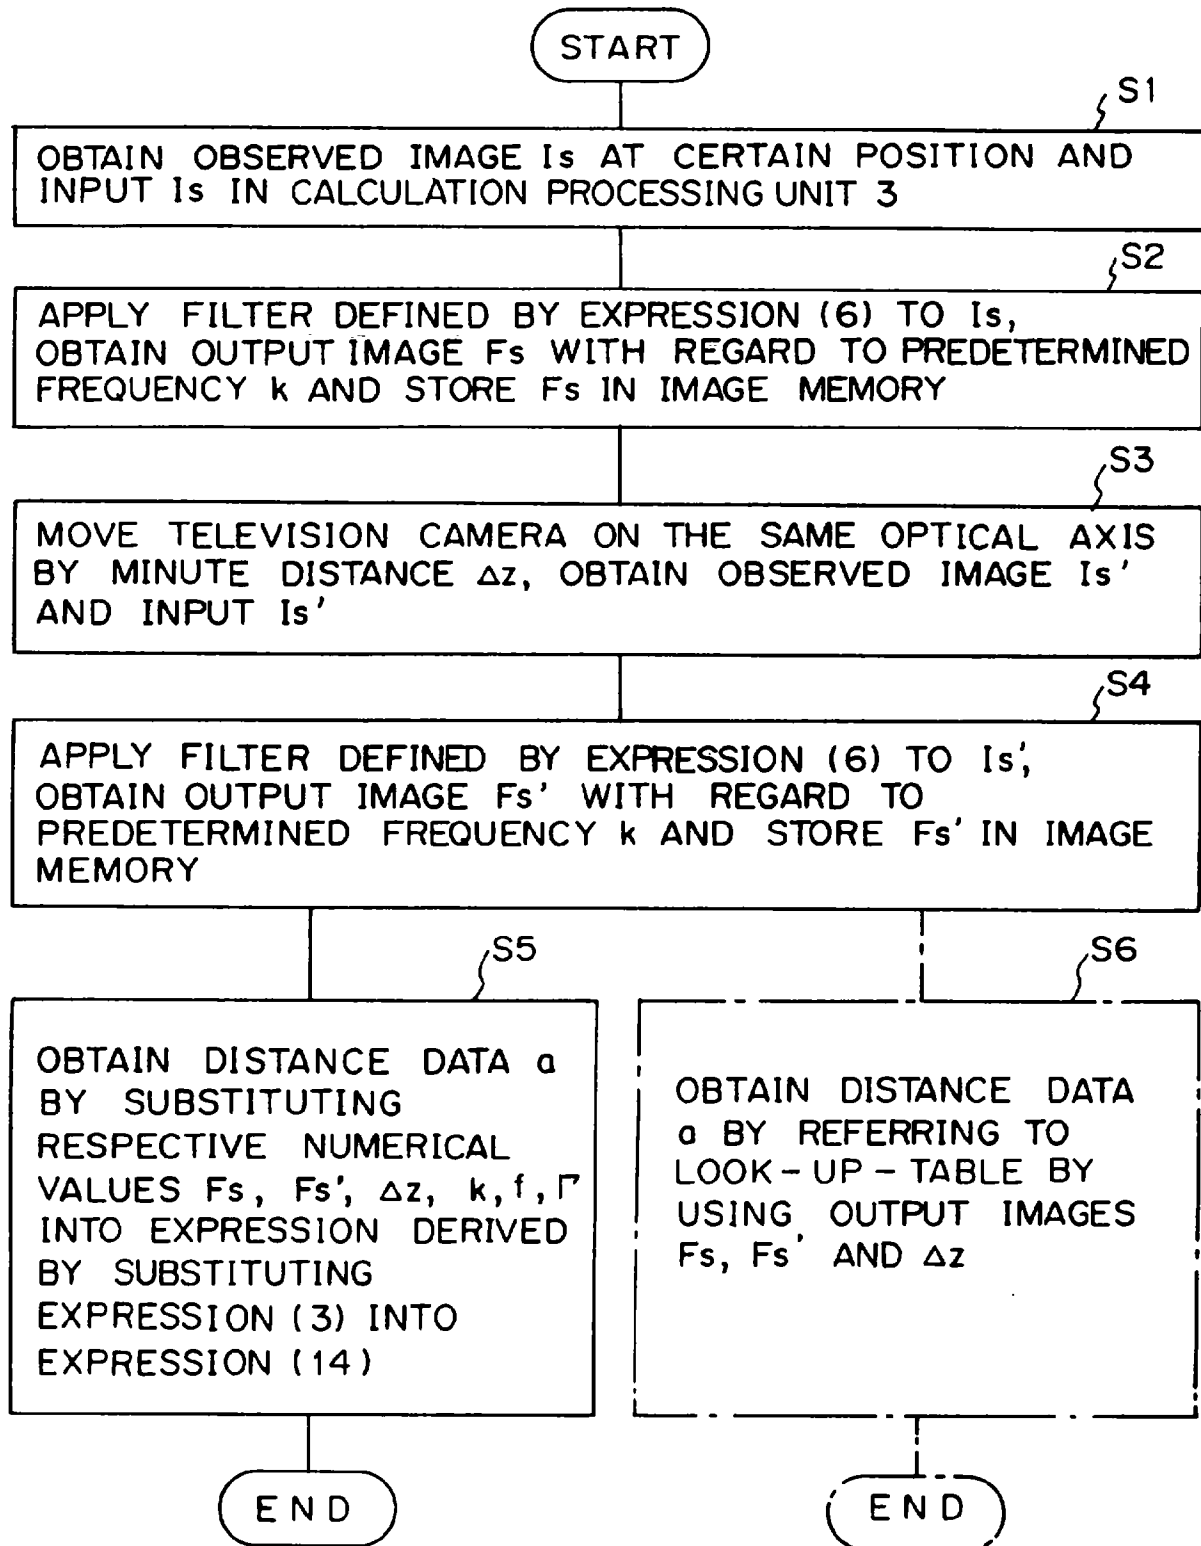 START
S1
OBTAIN OBSERVED IMAGE Is AT CERTAIN POSITION AND
INPUT Is IN CALCULATION PROCESSING UNIT 3
S2
APPLY FILTER DEFINED BY EXPRESSION (6) TO Is,
OBTAIN OUTPUT IMAGE Fs WITH REGARD TO PREDETERMINED
FREQUENCY k AND STORE Fs IN IMAGE MEMORY
S3
MOVE TELEVISION CAMERA ON THE SAME OPTICAL AXIS
BY MINUTE DISTANCE Δz, OBTAIN OBSERVED IMAGE Is'
AND INPUT Is'
S4
APPLY FILTER DEFINED BY EXPRESSION (6) TO Is',
OBTAIN OUTPUT IMAGE Fs' WITH REGARD TO
PREDETERMINED FREQUENCY k AND STORE Fs' IN IMAGE
MEMORY
S5
OBTAIN DISTANCE DATA a
BY SUBSTITUTING
RESPECTIVE NUMERICAL
VALUES Fs, Fs', Δz, k, f, Γ
INTO EXPRESSION DERIVED
BY SUBSTITUTING
EXPRESSION (3) INTO
EXPRESSION (14)
END
S6
OBTAIN DISTANCE DATA
a BY REFERRING TO
LOOK-UP-TABLE BY
USING OUTPUT IMAGES
Fs, Fs' AND Δz
END